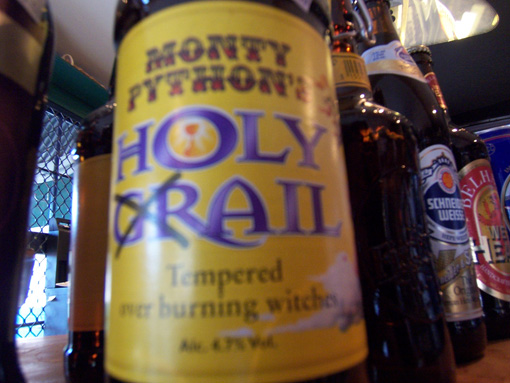 MONTY
PYTHON'S
HOLY
GRAIL
Tempered
over burning witches
Alc. 4.7% Vol.
SCHNEIDER
WEISSE